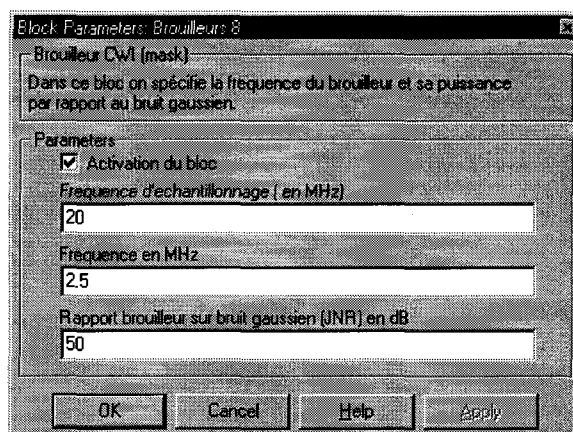 Block Parameters: Brouilleurs 8
Brouilleur CWI (mask)
Dans ce bloc on spécifie la frequence du brouilleur et sa puissance
par rapport au bruit gaussien.
Parameters
Activation du bloc
Frequence d'echantillonnage ( en MHz)
20
Frequence en MHz
2.5
Rapport brouilleur sur bruit gaussien (JNR) en dB
50
OK
Cancel
Help
Apply